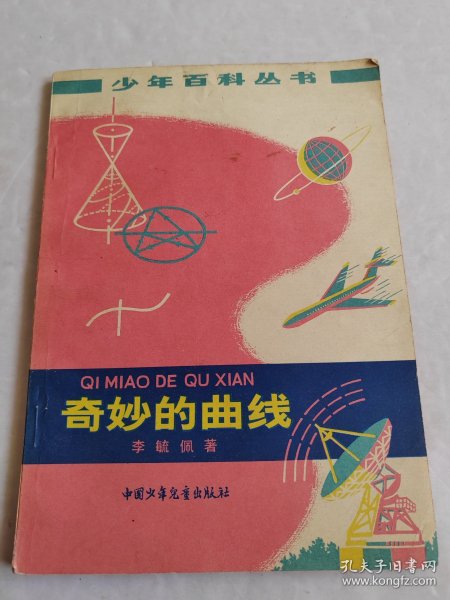 少年百科丛书
QI MIAO DE QU XIAN
奇妙的曲线
李毓佩著
中国少年儿童出版社
孔夫子旧书网
www.kongfz.com